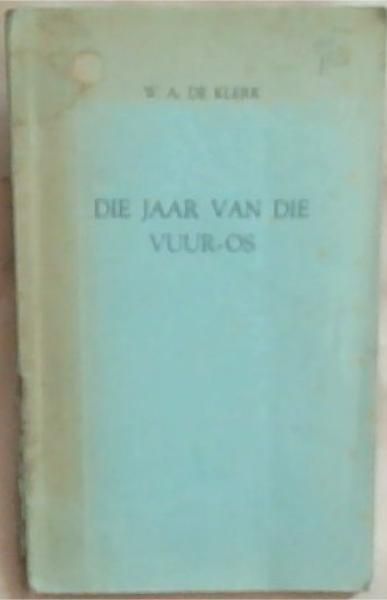 W. A. DE KLERK
DIE JAAR VAN DIE
VUUR-OS